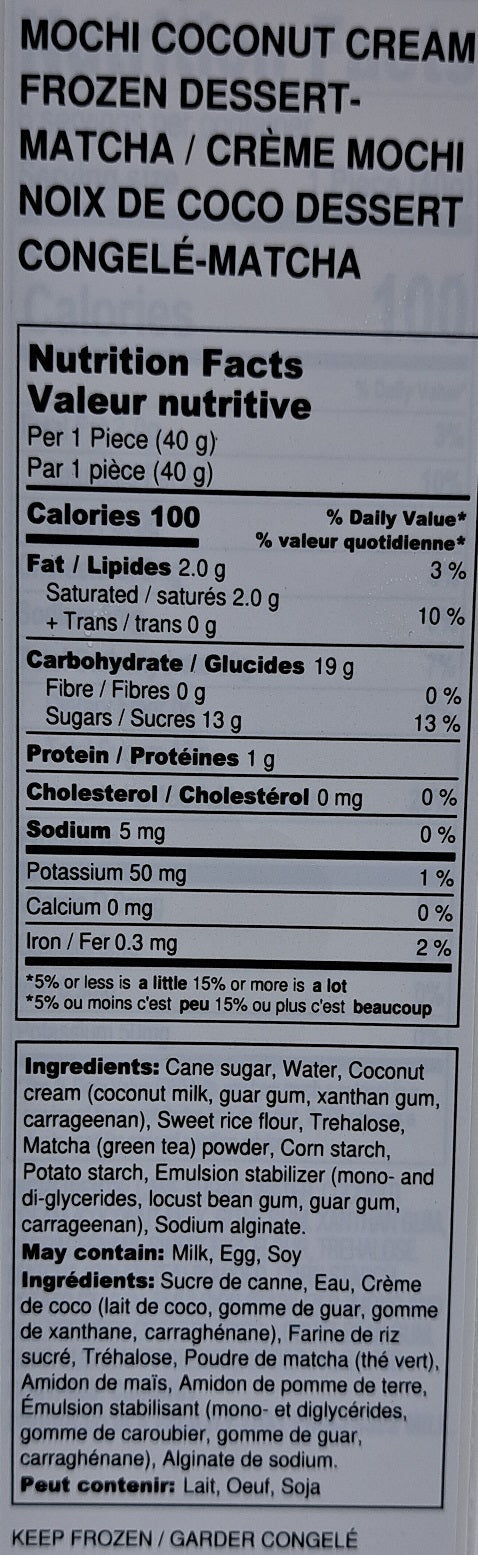 MOCHI COCONUT CREAM
FROZEN DESSERT-
MATCHA / CRÈME MOCHI
NOIX DE COCO DESSERT
CONGELÉ-MATCHA
Nutrition Facts
Valeur nutritive
Per 1 Piece (40 g)
Par 1 pièce (40 g)
Calories 100 % Daily Value*
% valeur quotidienne*
Fat / Lipides 2.0 g 3 %
Saturated / saturés 2.0 g
+ Trans / trans 0 g 10 %
Carbohydrate / Glucides 19 g
Fibre / Fibres 0 g 0 %
Sugars / Sucres 13 g 13 %
Protein / Protéines 1 g
Cholesterol / Cholestérol 0 mg 0 %
Sodium 5 mg 0 %
Potassium 50 mg 1 %
Calcium 0 mg 0 %
Iron / Fer 0.3 mg 2 %
*5% or less is a little 15% or more is a lot
*5% ou moins c'est peu 15% ou plus c'est beaucoup
Ingredients: Cane sugar, Water, Coconut
cream (coconut milk, guar gum, xanthan gum,
carrageenan), Sweet rice flour, Trehalose,
Matcha (green tea) powder, Corn starch,
Potato starch, Emulsion stabilizer (mono- and
di-glycerides, locust bean gum, guar gum,
carrageenan), Sodium alginate.
May contain: Milk, Egg, Soy
Ingrédients: Sucre de canne, Eau, Crème
de coco (lait de coco, gomme de guar, gomme
de xanthane, carraghénane), Farine de riz
sucré, Tréhalose, Poudre de matcha (thé vert),
Amidon de maïs, Amidon de pomme de terre,
Émulsion stabilisant (mono- et diglycérides,
gomme de caroubier, gomme de guar,
carraghénane), Alginate de sodium.
Peut contenir: Lait, Oeuf, Soja
KEEP FROZEN / GARDER CONGELÉ